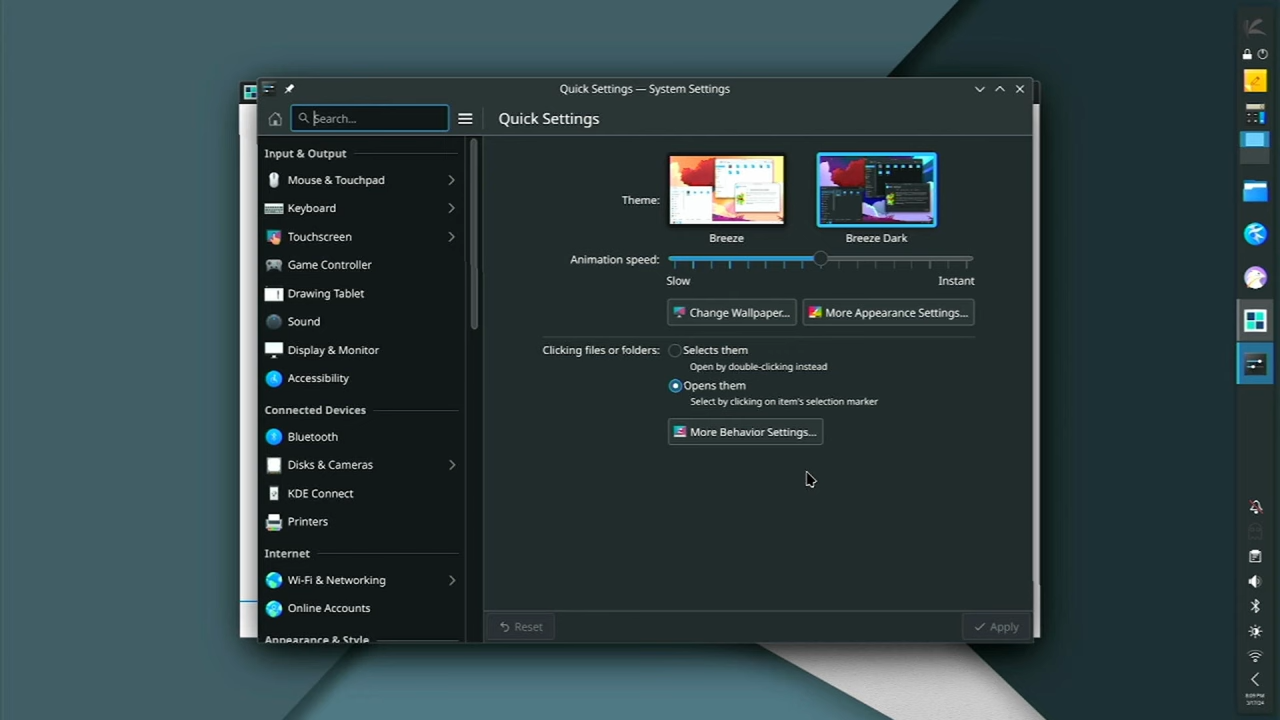 Quick Settings — System Settings
Search...
Quick Settings
Input & Output
Mouse & Touchpad
Keyboard
Touchscreen
Game Controller
Drawing Tablet
Sound
Display & Monitor
Accessibility
Connected Devices
Bluetooth
Disks & Cameras
KDE Connect
Printers
Internet
Wi-Fi & Networking
Online Accounts
Appearance & Style
Theme:
Breeze
Breeze Dark
Animation speed:
Slow
Instant
Change Wallpaper...
More Appearance Settings...
Clicking files or folders:
Selects them
Open by double-clicking instead
Opens them
Select by clicking on item's selection marker
More Behavior Settings...
Reset
Apply